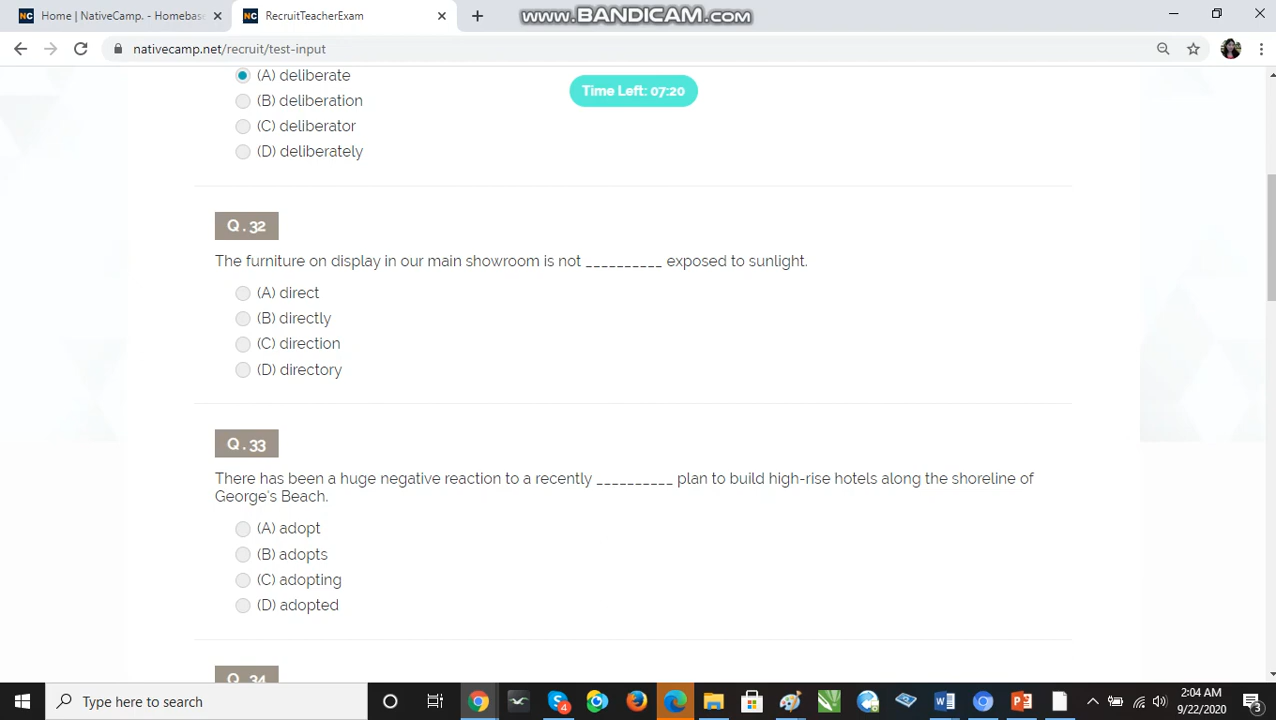 Home | NativeCamp. - Homebas
RecruitTeacherExam
www.BANDICAM.com
nativecamp.net/recruit/test-input
(A) deliberate
Time Left: 07:20
(B) deliberation
(C) deliberator
(D) deliberately
Q . 32
The furniture on display in our main showroom is not __________ exposed to sunlight.
(A) direct
(B) directly
(C) direction
(D) directory
Q . 33
There has been a huge negative reaction to a recently __________ plan to build high-rise hotels along the shoreline of
George's Beach.
(A) adopt
(B) adopts
(C) adopting
(D) adopted
Q . 34
Type here to search
4
2:04 AM
9/22/2020
3